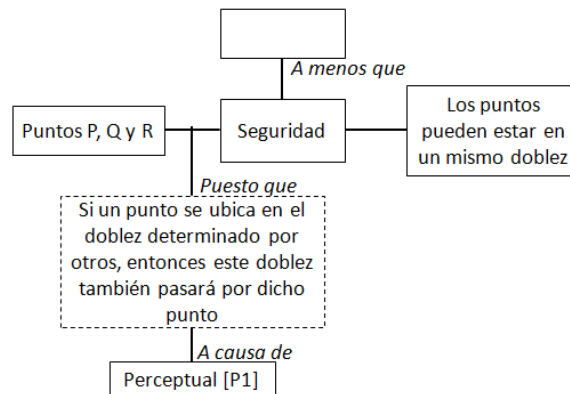 A menos que
Puntos P, Q y R
Seguridad
Los puntos
pueden estar en
un mismo doblez
Puesto que
Si un punto se ubica en el
doblez determinado por
otros, entonces este doblez
también pasará por dicho
punto
A causa de
Perceptual [P1]